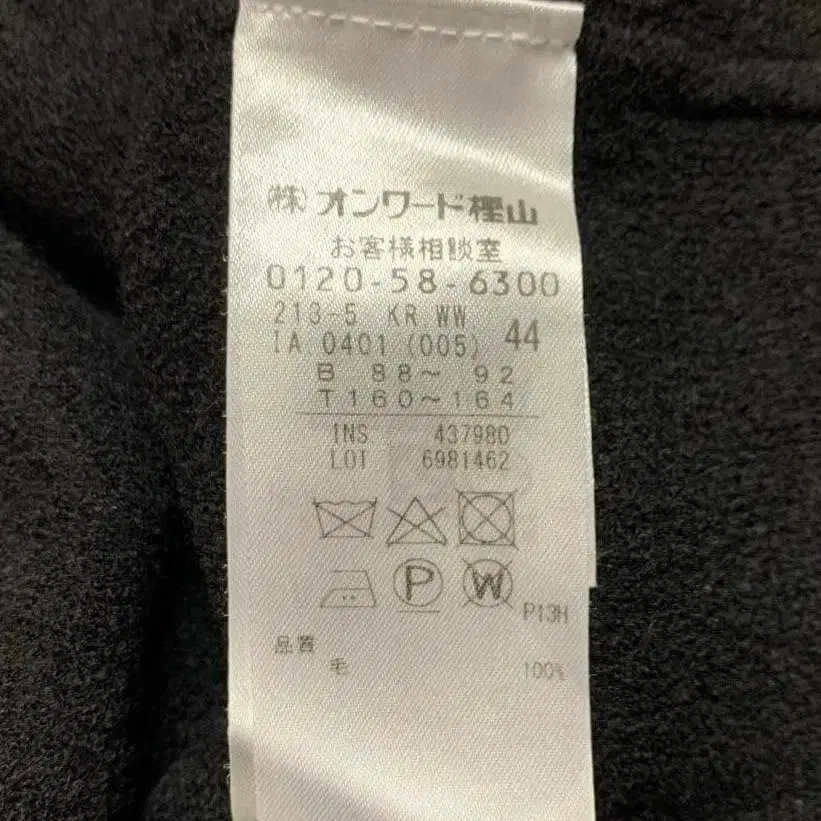 (株)オンワード樫山
お客様相談室
0120-58-6300
213-5 KR WW
IA 0401 (005) 44
B 88～ 92
T160～164
INS 437980
LOT 6981462
P W
P13H
品質
毛 100%